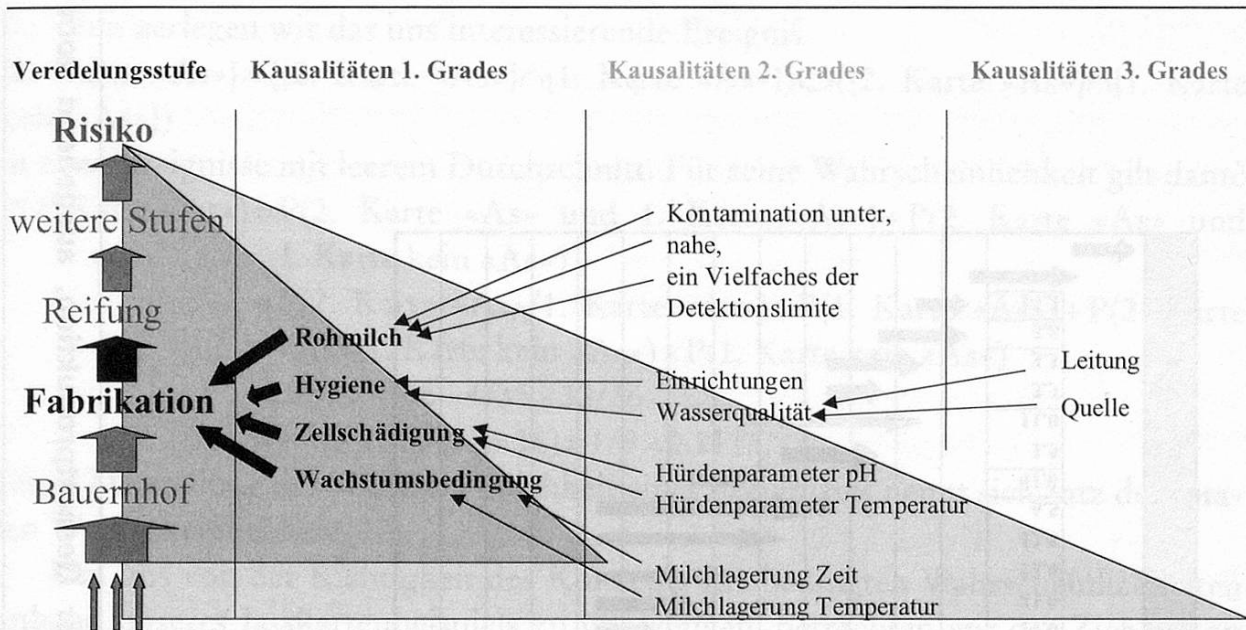 Veredelungsstufe
Kausalitäten 1. Grades
Kausalitäten 2. Grades
Kausalitäten 3. Grades
Risiko
weitere Stufen
Reifung
Fabrikation
Bauernhof
Rohmilch
Hygiene
Zellschädigung
Wachstumsbedingung
Kontamination unter,
nahe,
ein Vielfaches der
Detektionslimite
Einrichtungen
Wasserqualität
Hürdenparameter pH
Hürdenparameter Temperatur
Milchlagerung Zeit
Milchlagerung Temperatur
Leitung
Quelle